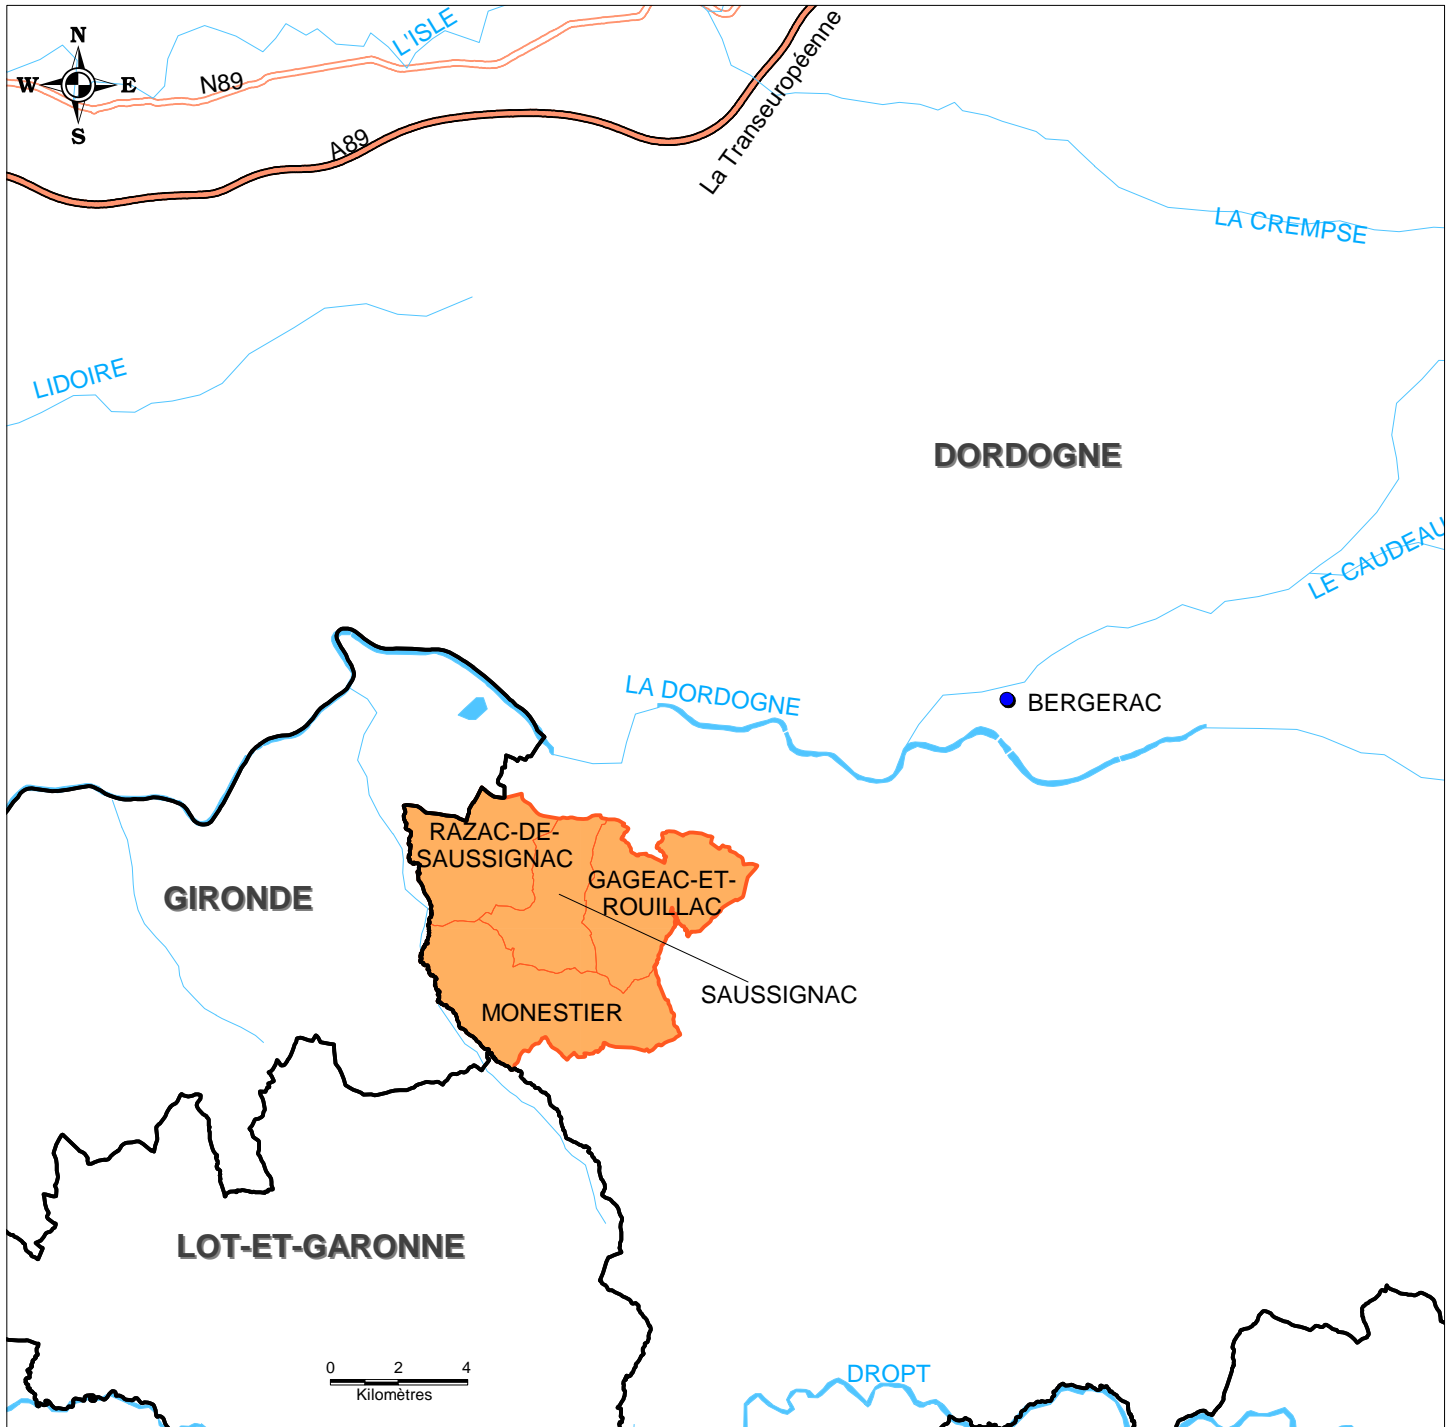 L'ISLE
N
W
E
S
N89
A89
La Transeuropéenne
LA CREMPSE
LIDOIRE
DORDOGNE
LE CAUDEAU
LA DORDOGNE
BERGERAC
RAZAC-DE-
SAUSSIGNAC
GAGEAC-ET-
ROUILLAC
GIRONDE
SAUSSIGNAC
MONESTIER
LOT-ET-GARONNE
0 2 4
Kilomètres
DROPT